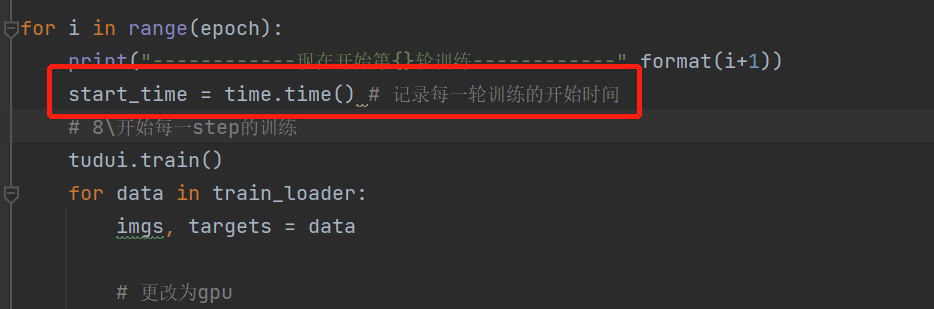 for i in range(epoch):
print("------------现在开始第{}轮训练------------".format(i+1))
start_time = time.time() # 记录每一轮训练的开始时间
# 8\开始每一step的训练
tudui.train()
for data in train_loader:
imgs, targets = data
# 更改为gpu